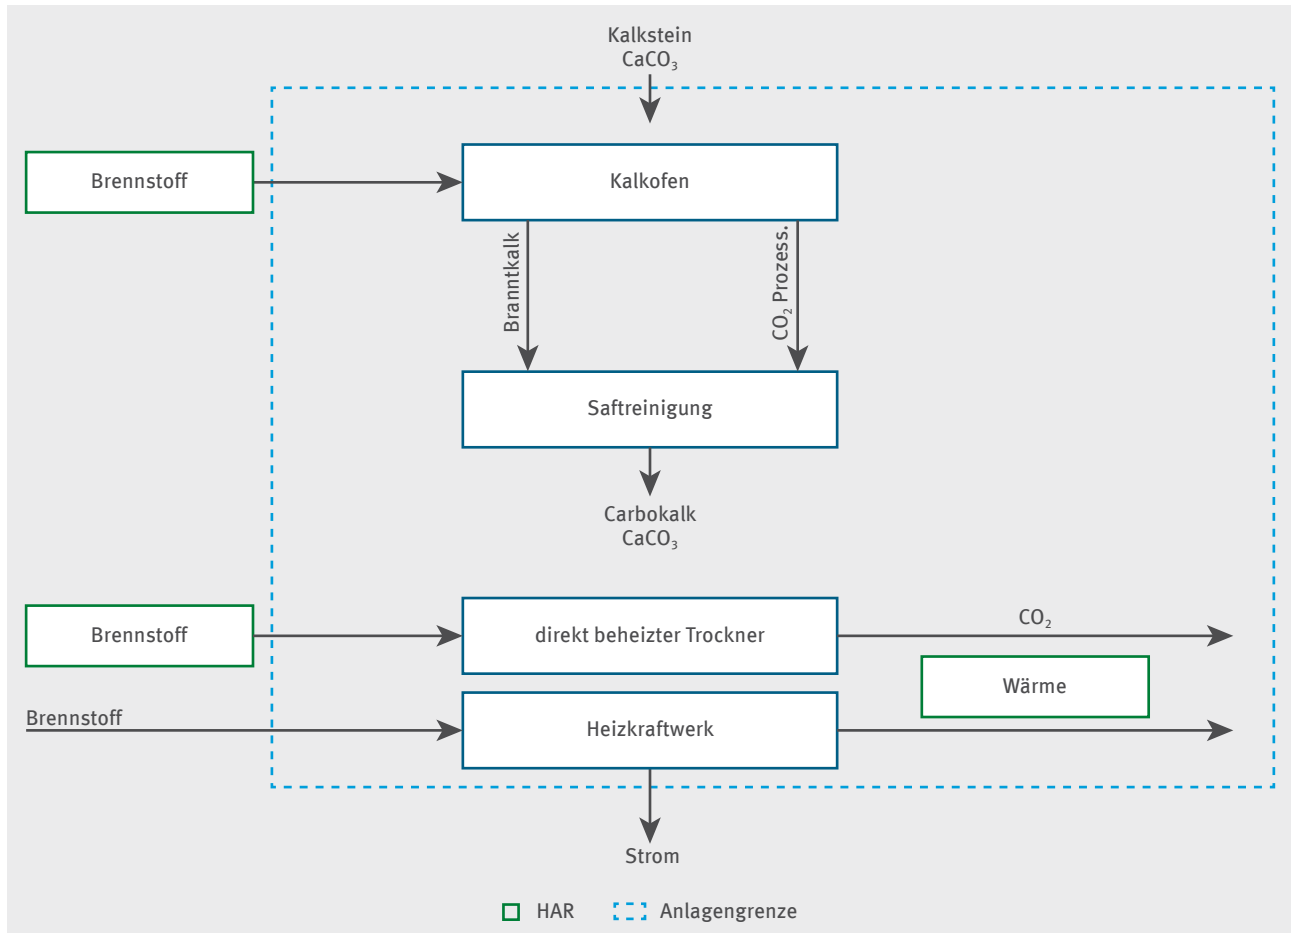 Kalkstein
CaCO₃
Brennstoff
Kalkofen
Branntkalk
CO₂ Prozess.
Saftreinigung
Carbokalk
CaCO₃
Brennstoff
direkt beheizter Trockner
CO₂
Wärme
Brennstoff
Heizkraftwerk
Strom
HAR
Anlagengrenze